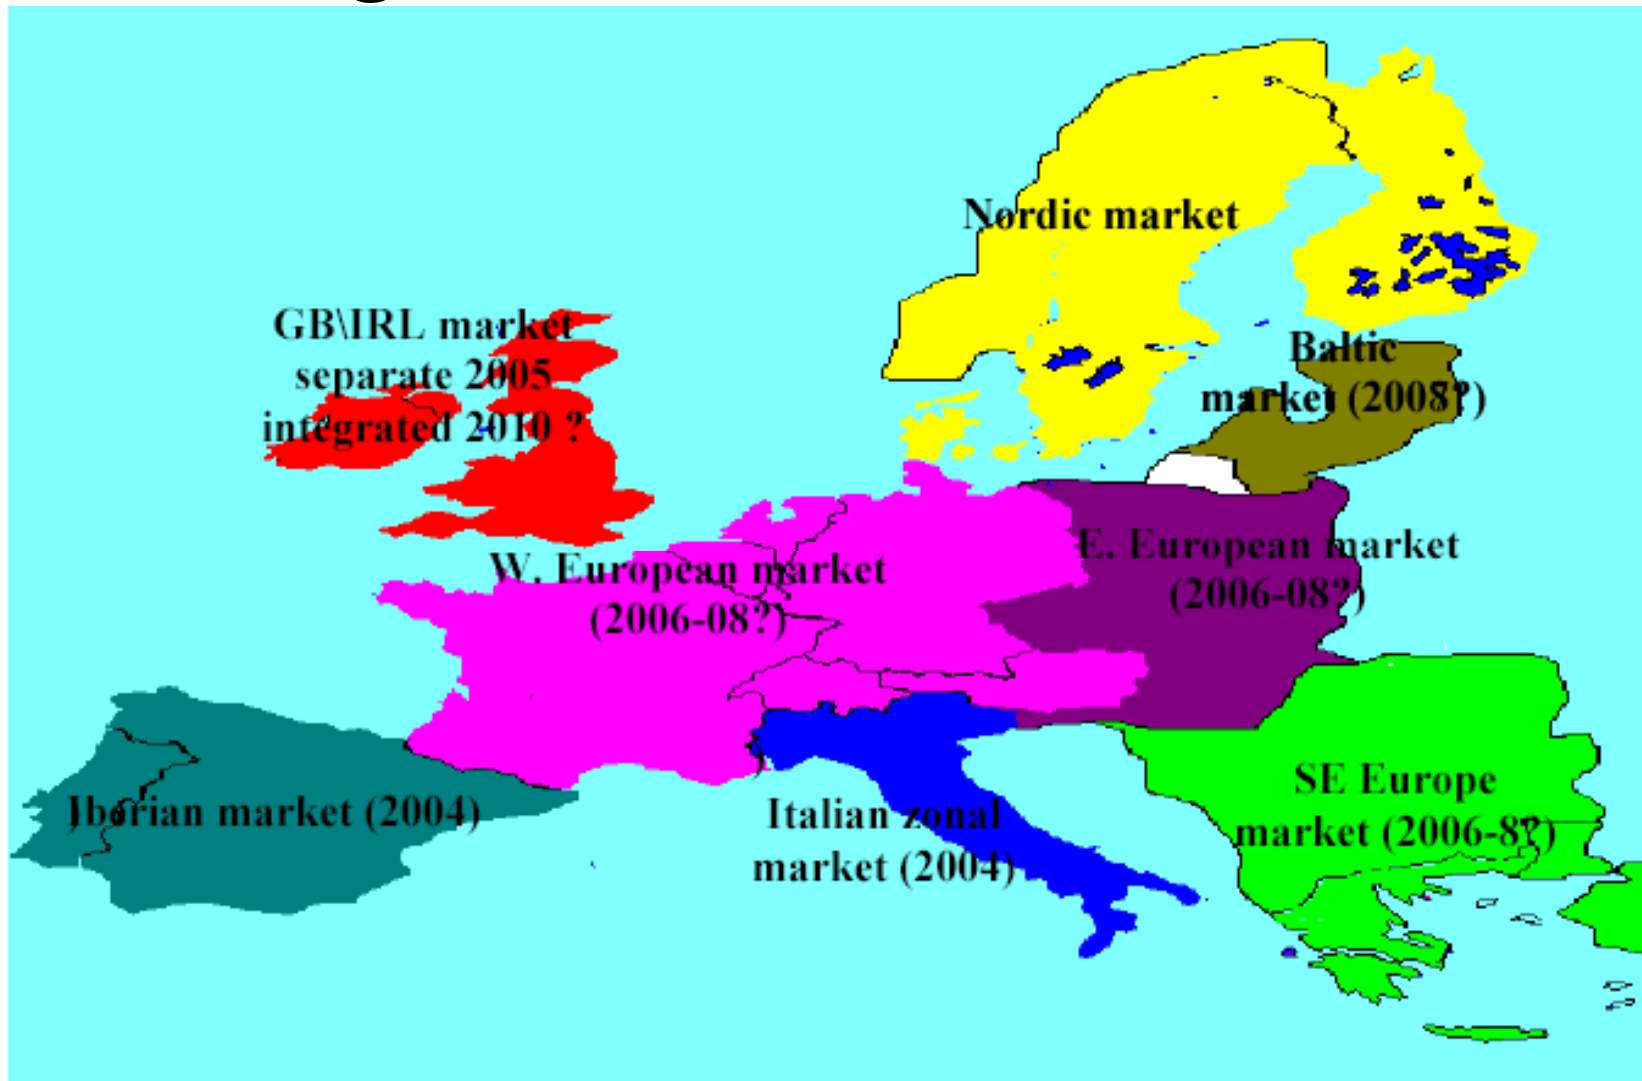 Nordic market
GB\IRL market
separate 2005
integrated 2010 ?
Baltic
market (2008?)
W. European market
(2006-08?)
E. European market
(2006-08?)
Iberian market (2004)
Italian zonal
market (2004)
SE Europe
market (2006-8?)